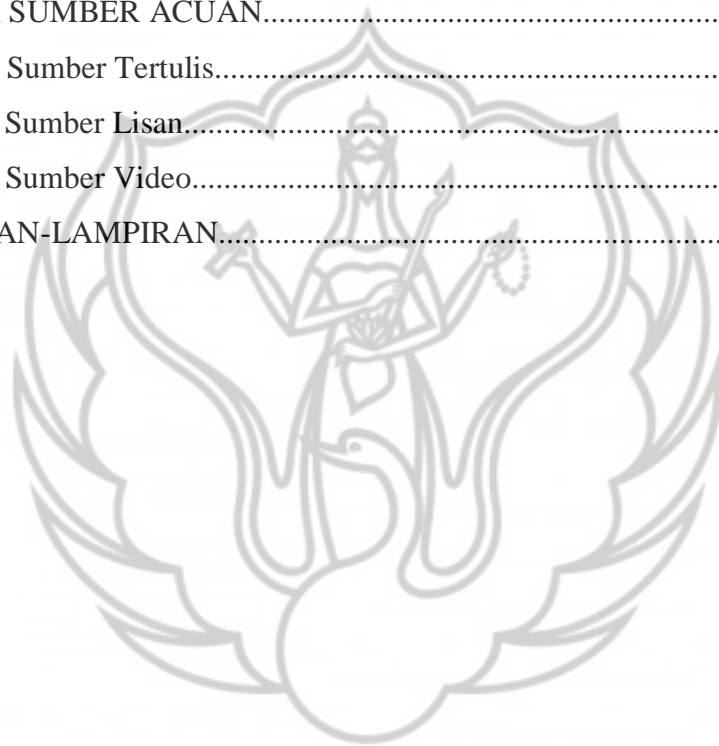 SUMBER ACUAN
Sumber Tertulis
Sumber Lisan
Sumber Video
AN-LAMPIRAN